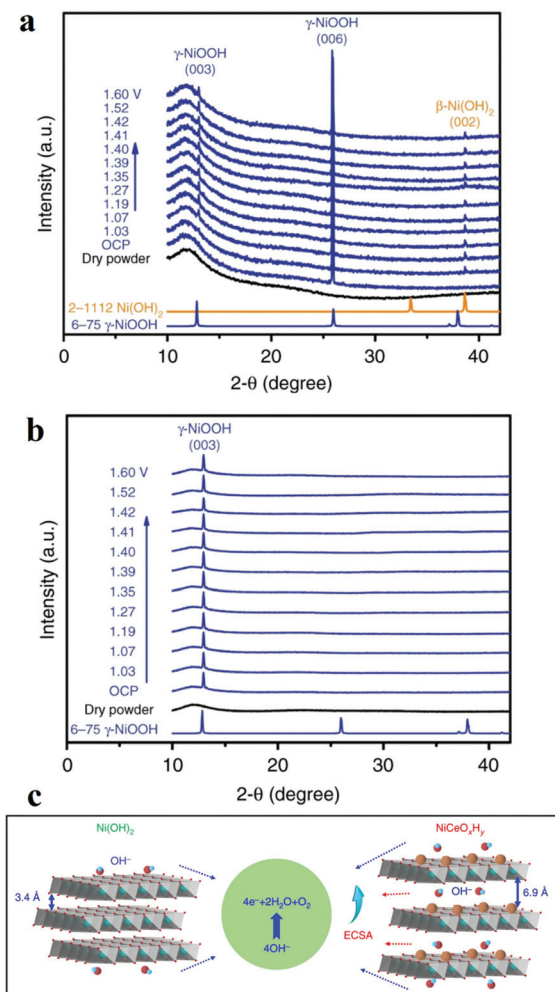 a
γ-NiOOH
(006)
γ-NiOOH
(003)
β-Ni(OH)₂
(002)
1.60 V
1.52
1.42
1.41
1.40
1.39
1.35
1.27
1.19
1.07
1.03
OCP
Dry powder
2–1112 Ni(OH)₂
6–75 γ-NiOOH
Intensity (a.u.)
0 10 20 30 40
2-θ (degree)
b
γ-NiOOH
(003)
1.60 V
1.52
1.42
1.41
1.40
1.39
1.35
1.27
1.19
1.07
1.03
OCP
Dry powder
6–75 γ-NiOOH
Intensity (a.u.)
0 10 20 30 40
2-θ (degree)
c
Ni(OH)₂
OH⁻
3.4 Å
4e⁻+2H₂O+O₂
4OH⁻
ECSA
NiCeOₓHᵧ
OH⁻
6.9 Å